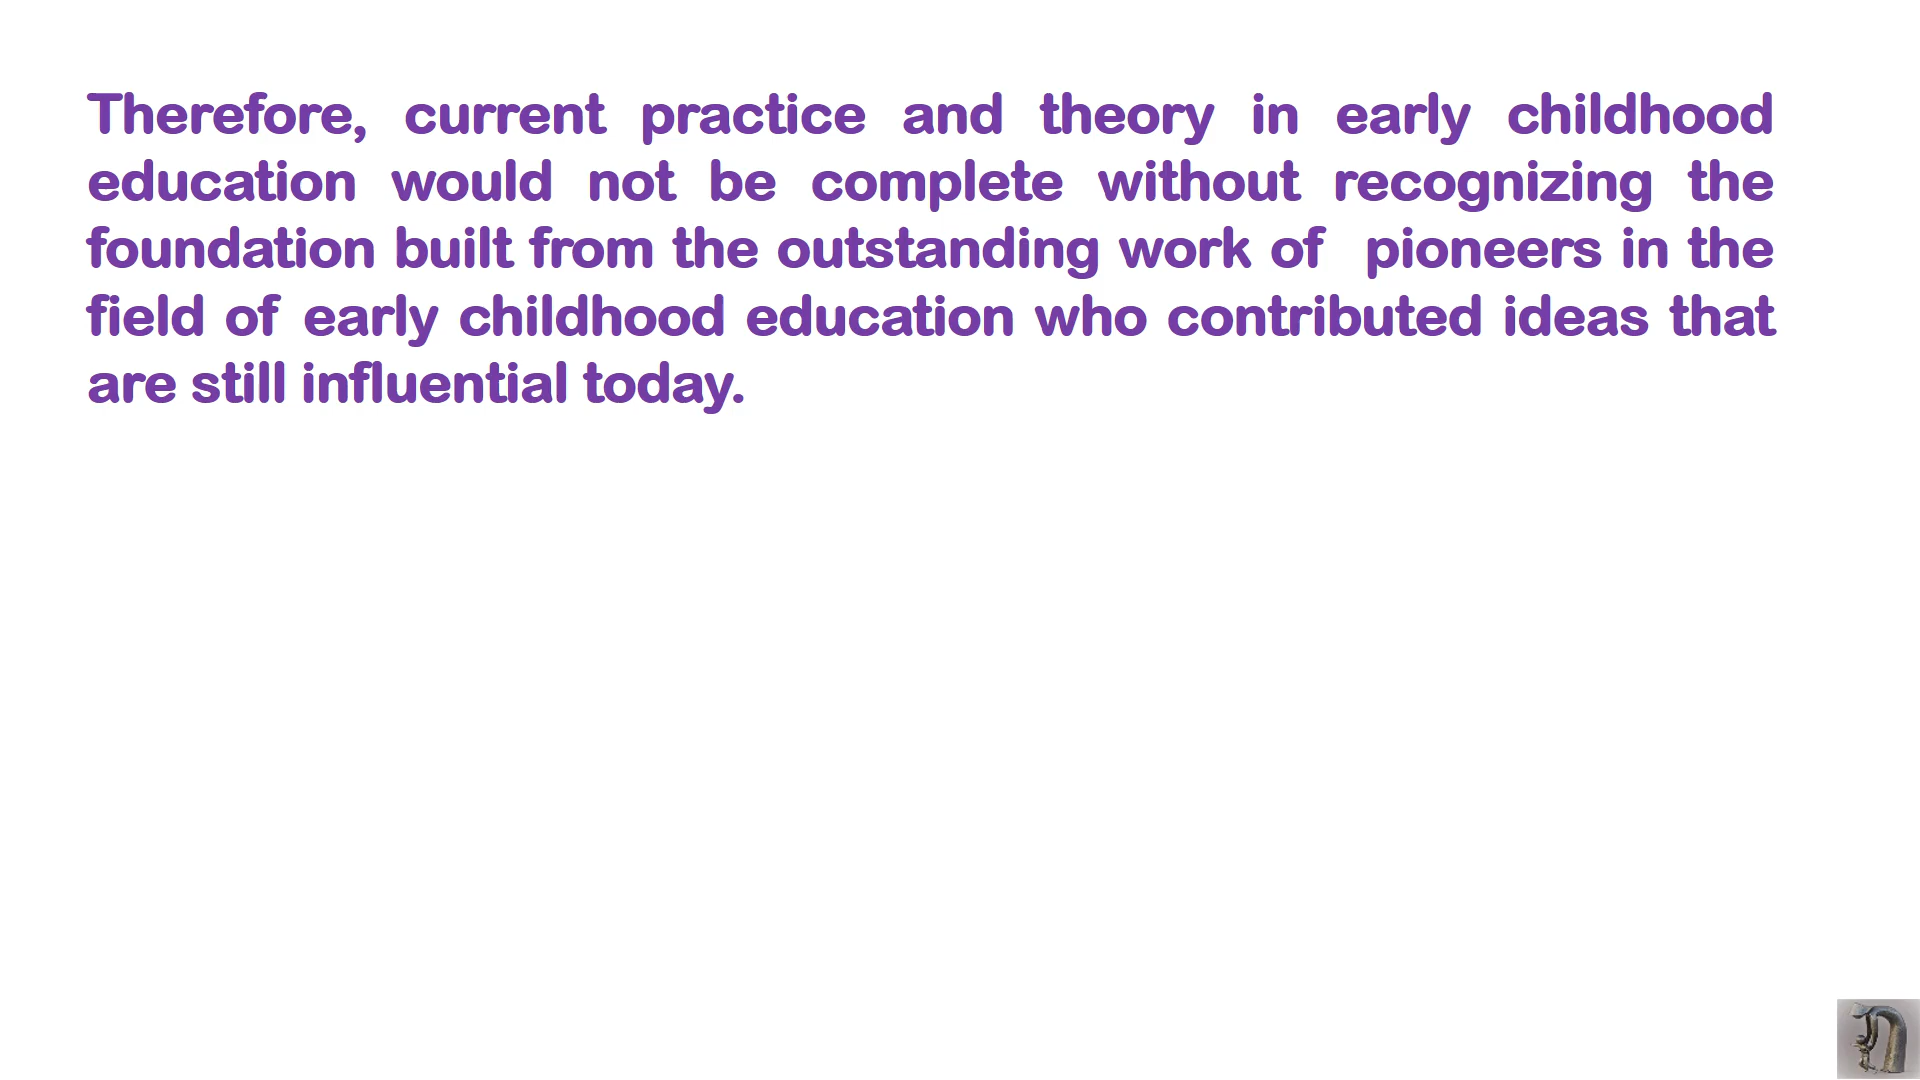 Therefore, current practice and theory in early childhood
education would not be complete without recognizing the
foundation built from the outstanding work of  pioneers in the
field of early childhood education who contributed ideas that
are still influential today.